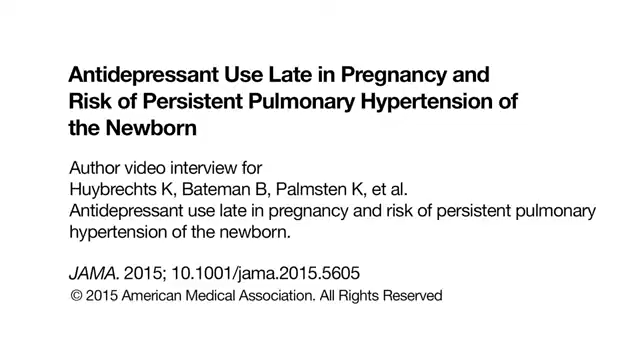 Antidepressant Use Late in Pregnancy and
Risk of Persistent Pulmonary Hypertension of
the Newborn
Author video interview for
Huybrechts K, Bateman B, Palmsten K, et al.
Antidepressant use late in pregnancy and risk of persistent pulmonary
hypertension of the newborn.
JAMA. 2015; 10.1001/jama.2015.5605
© 2015 American Medical Association. All Rights Reserved